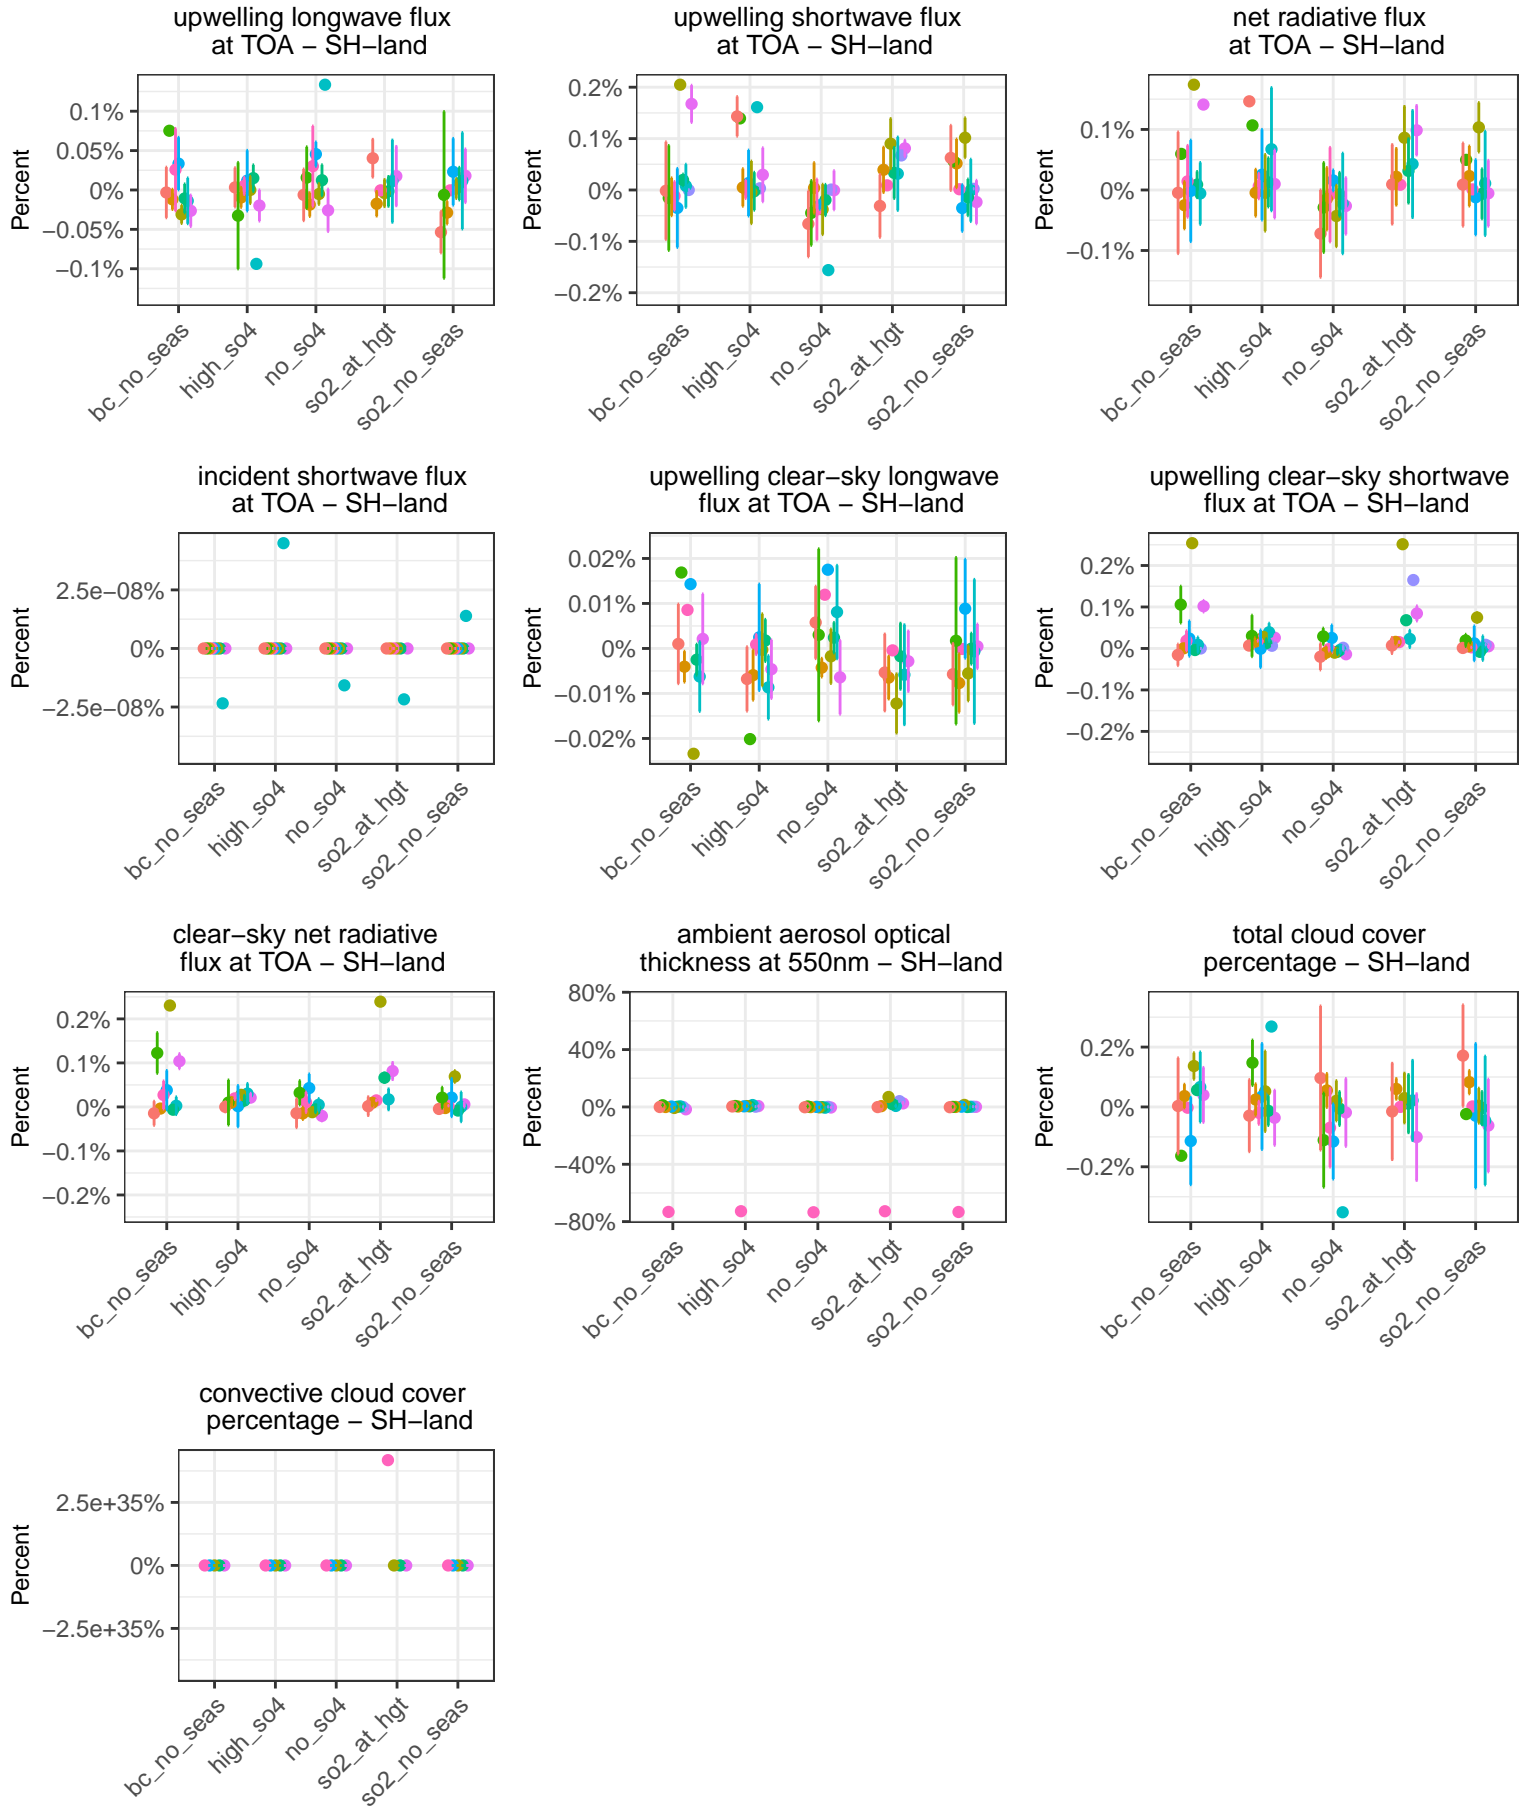 upwelling longwave flux
at TOA − SH−land
Percent
0.1%
0.05%
0%
−0.05%
−0.1%
bc_no_seas
high_so4
no_so4
so2_at_hgt
so2_no_seas
upwelling shortwave flux
at TOA − SH−land
Percent
0.2%
0.1%
0%
−0.1%
−0.2%
bc_no_seas
high_so4
no_so4
so2_at_hgt
so2_no_seas
net radiative flux
at TOA − SH−land
Percent
0.1%
0%
−0.1%
bc_no_seas
high_so4
no_so4
so2_at_hgt
so2_no_seas
incident shortwave flux
at TOA − SH−land
Percent
2.5e−08%
0%
−2.5e−08%
bc_no_seas
high_so4
no_so4
so2_at_hgt
so2_no_seas
upwelling clear−sky longwave
flux at TOA − SH−land
Percent
0.02%
0.01%
0%
−0.01%
−0.02%
bc_no_seas
high_so4
no_so4
so2_at_hgt
so2_no_seas
upwelling clear−sky shortwave
flux at TOA − SH−land
Percent
0.2%
0.1%
0%
−0.1%
−0.2%
bc_no_seas
high_so4
no_so4
so2_at_hgt
so2_no_seas
clear−sky net radiative
flux at TOA − SH−land
Percent
0.2%
0.1%
0%
−0.1%
−0.2%
bc_no_seas
high_so4
no_so4
so2_at_hgt
so2_no_seas
ambient aerosol optical
thickness at 550nm − SH−land
Percent
80%
40%
0%
−40%
−80%
bc_no_seas
high_so4
no_so4
so2_at_hgt
so2_no_seas
total cloud cover
percentage − SH−land
Percent
0.2%
0%
−0.2%
bc_no_seas
high_so4
no_so4
so2_at_hgt
so2_no_seas
convective cloud cover
percentage − SH−land
Percent
2.5e+35%
0%
−2.5e+35%
bc_no_seas
high_so4
no_so4
so2_at_hgt
so2_no_seas